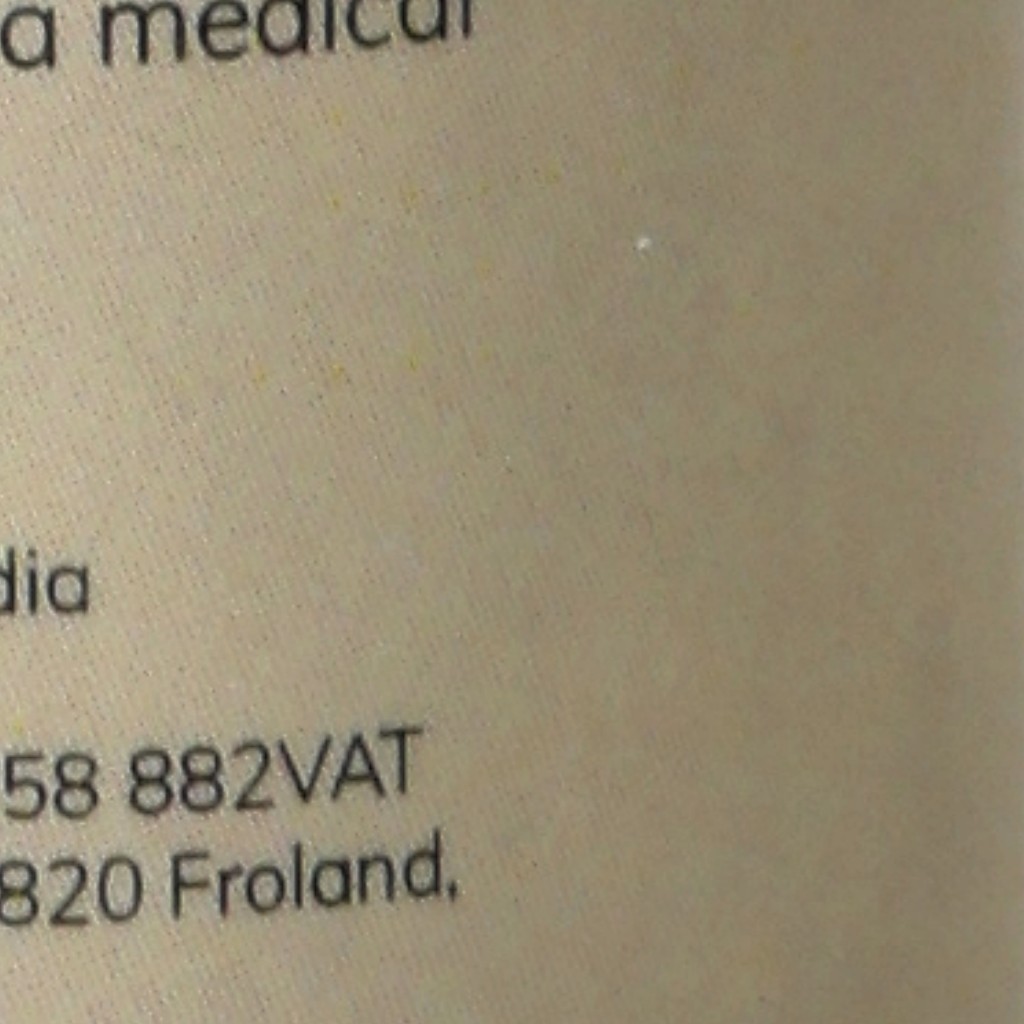 a medical
dia
58 882VAT
820 Froland,